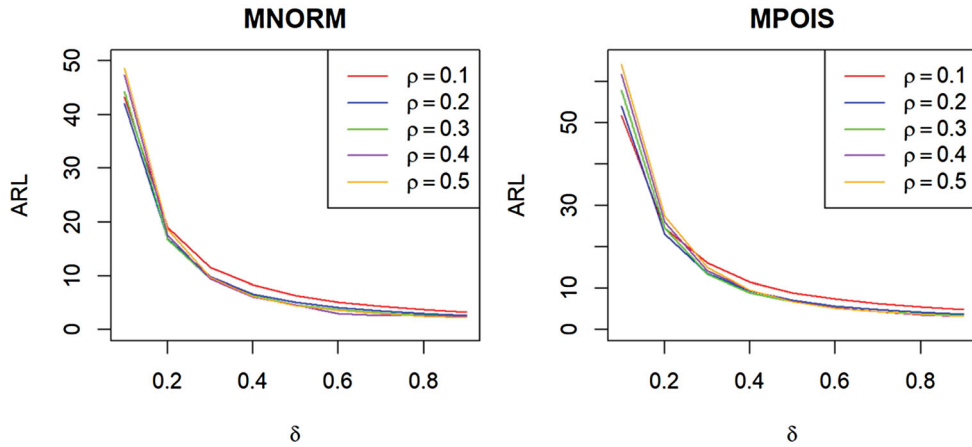 MNORM
ARL
50
40
30
20
10
0
ρ = 0.1
ρ = 0.2
ρ = 0.3
ρ = 0.4
ρ = 0.5
0.2 0.4 0.6 0.8
δ
MPOIS
ARL
50
30
10
0
ρ = 0.1
ρ = 0.2
ρ = 0.3
ρ = 0.4
ρ = 0.5
0.2 0.4 0.6 0.8
δ